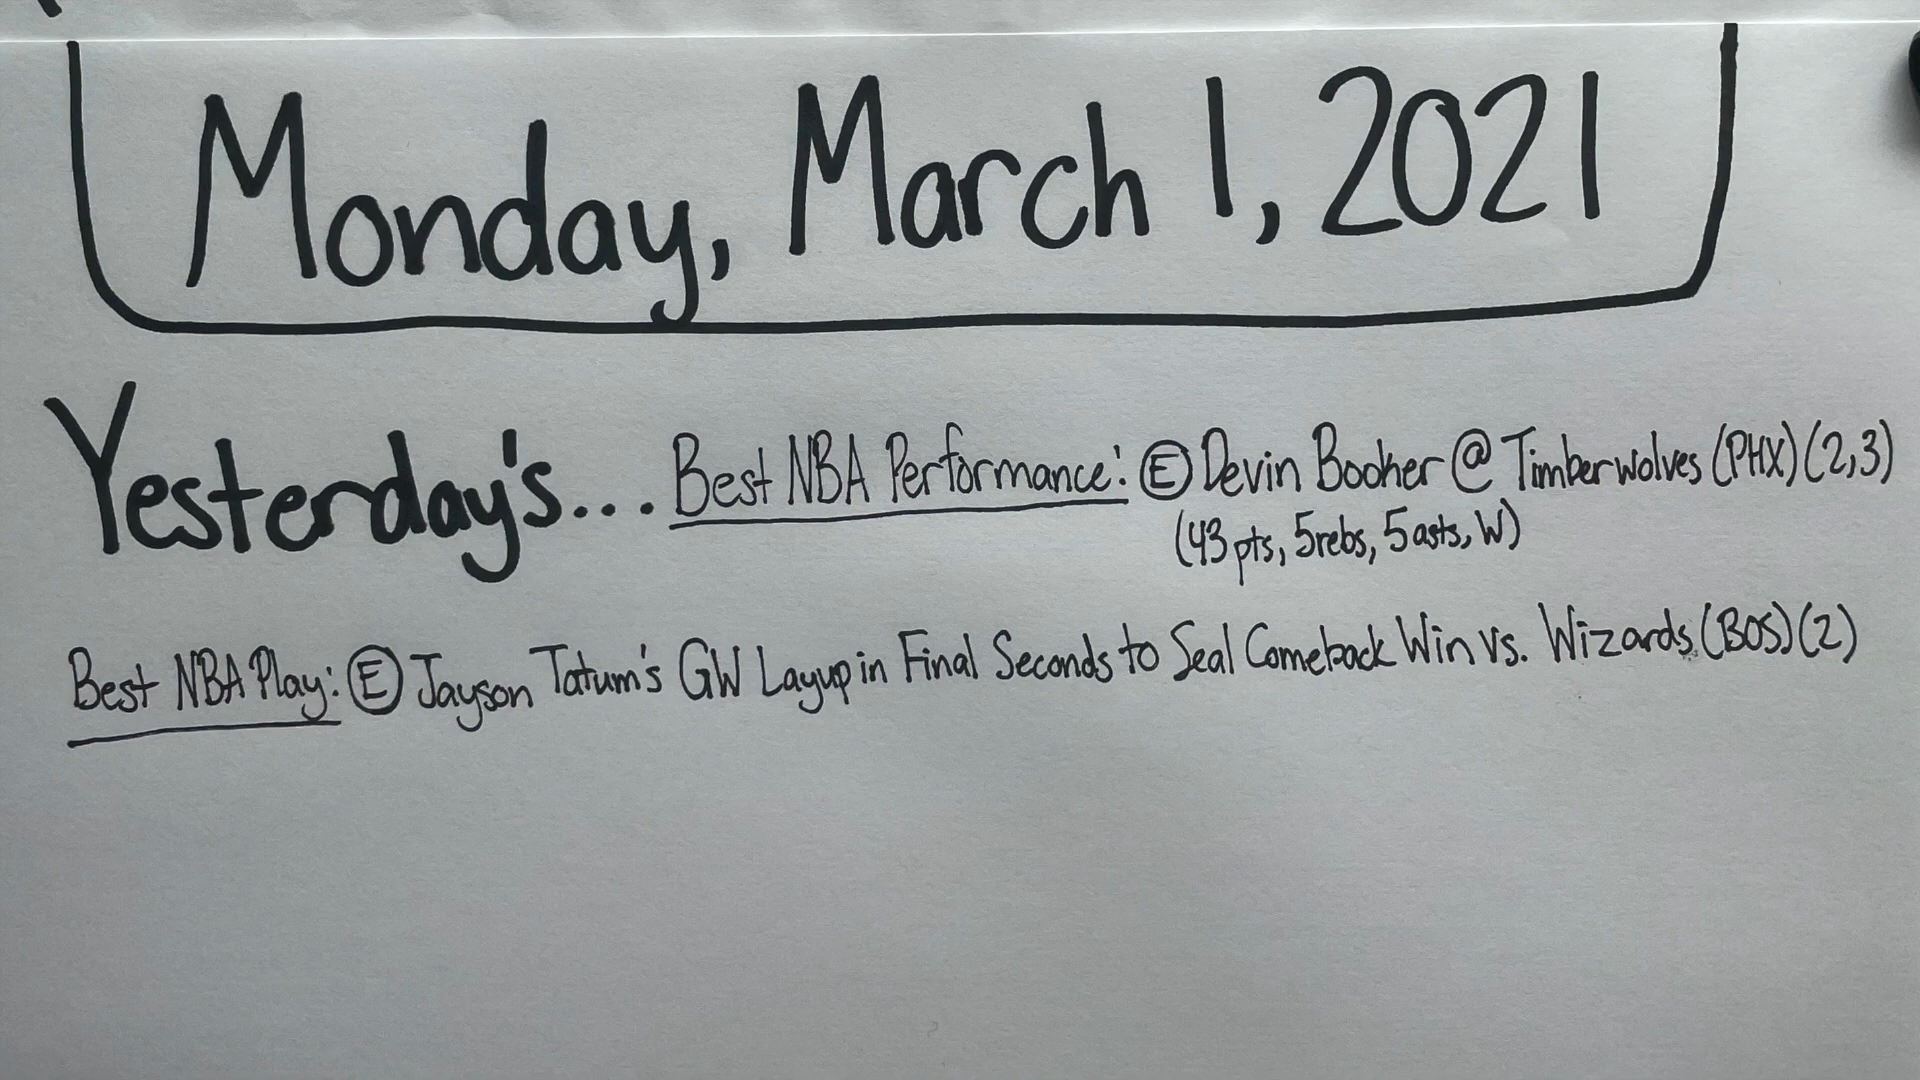 Monday, March 1, 2021
Yesterday's... Best NBA Performance: Ⓔ Devin Booker @ Timberwolves (PHX) (2,3)
(43 pts, 5 rebs, 5 asts, W)
Best NBA Play: Ⓔ Jayson Tatum's GW Layup in Final Seconds to Seal Comeback Win vs. Wizards (BOS) (2)